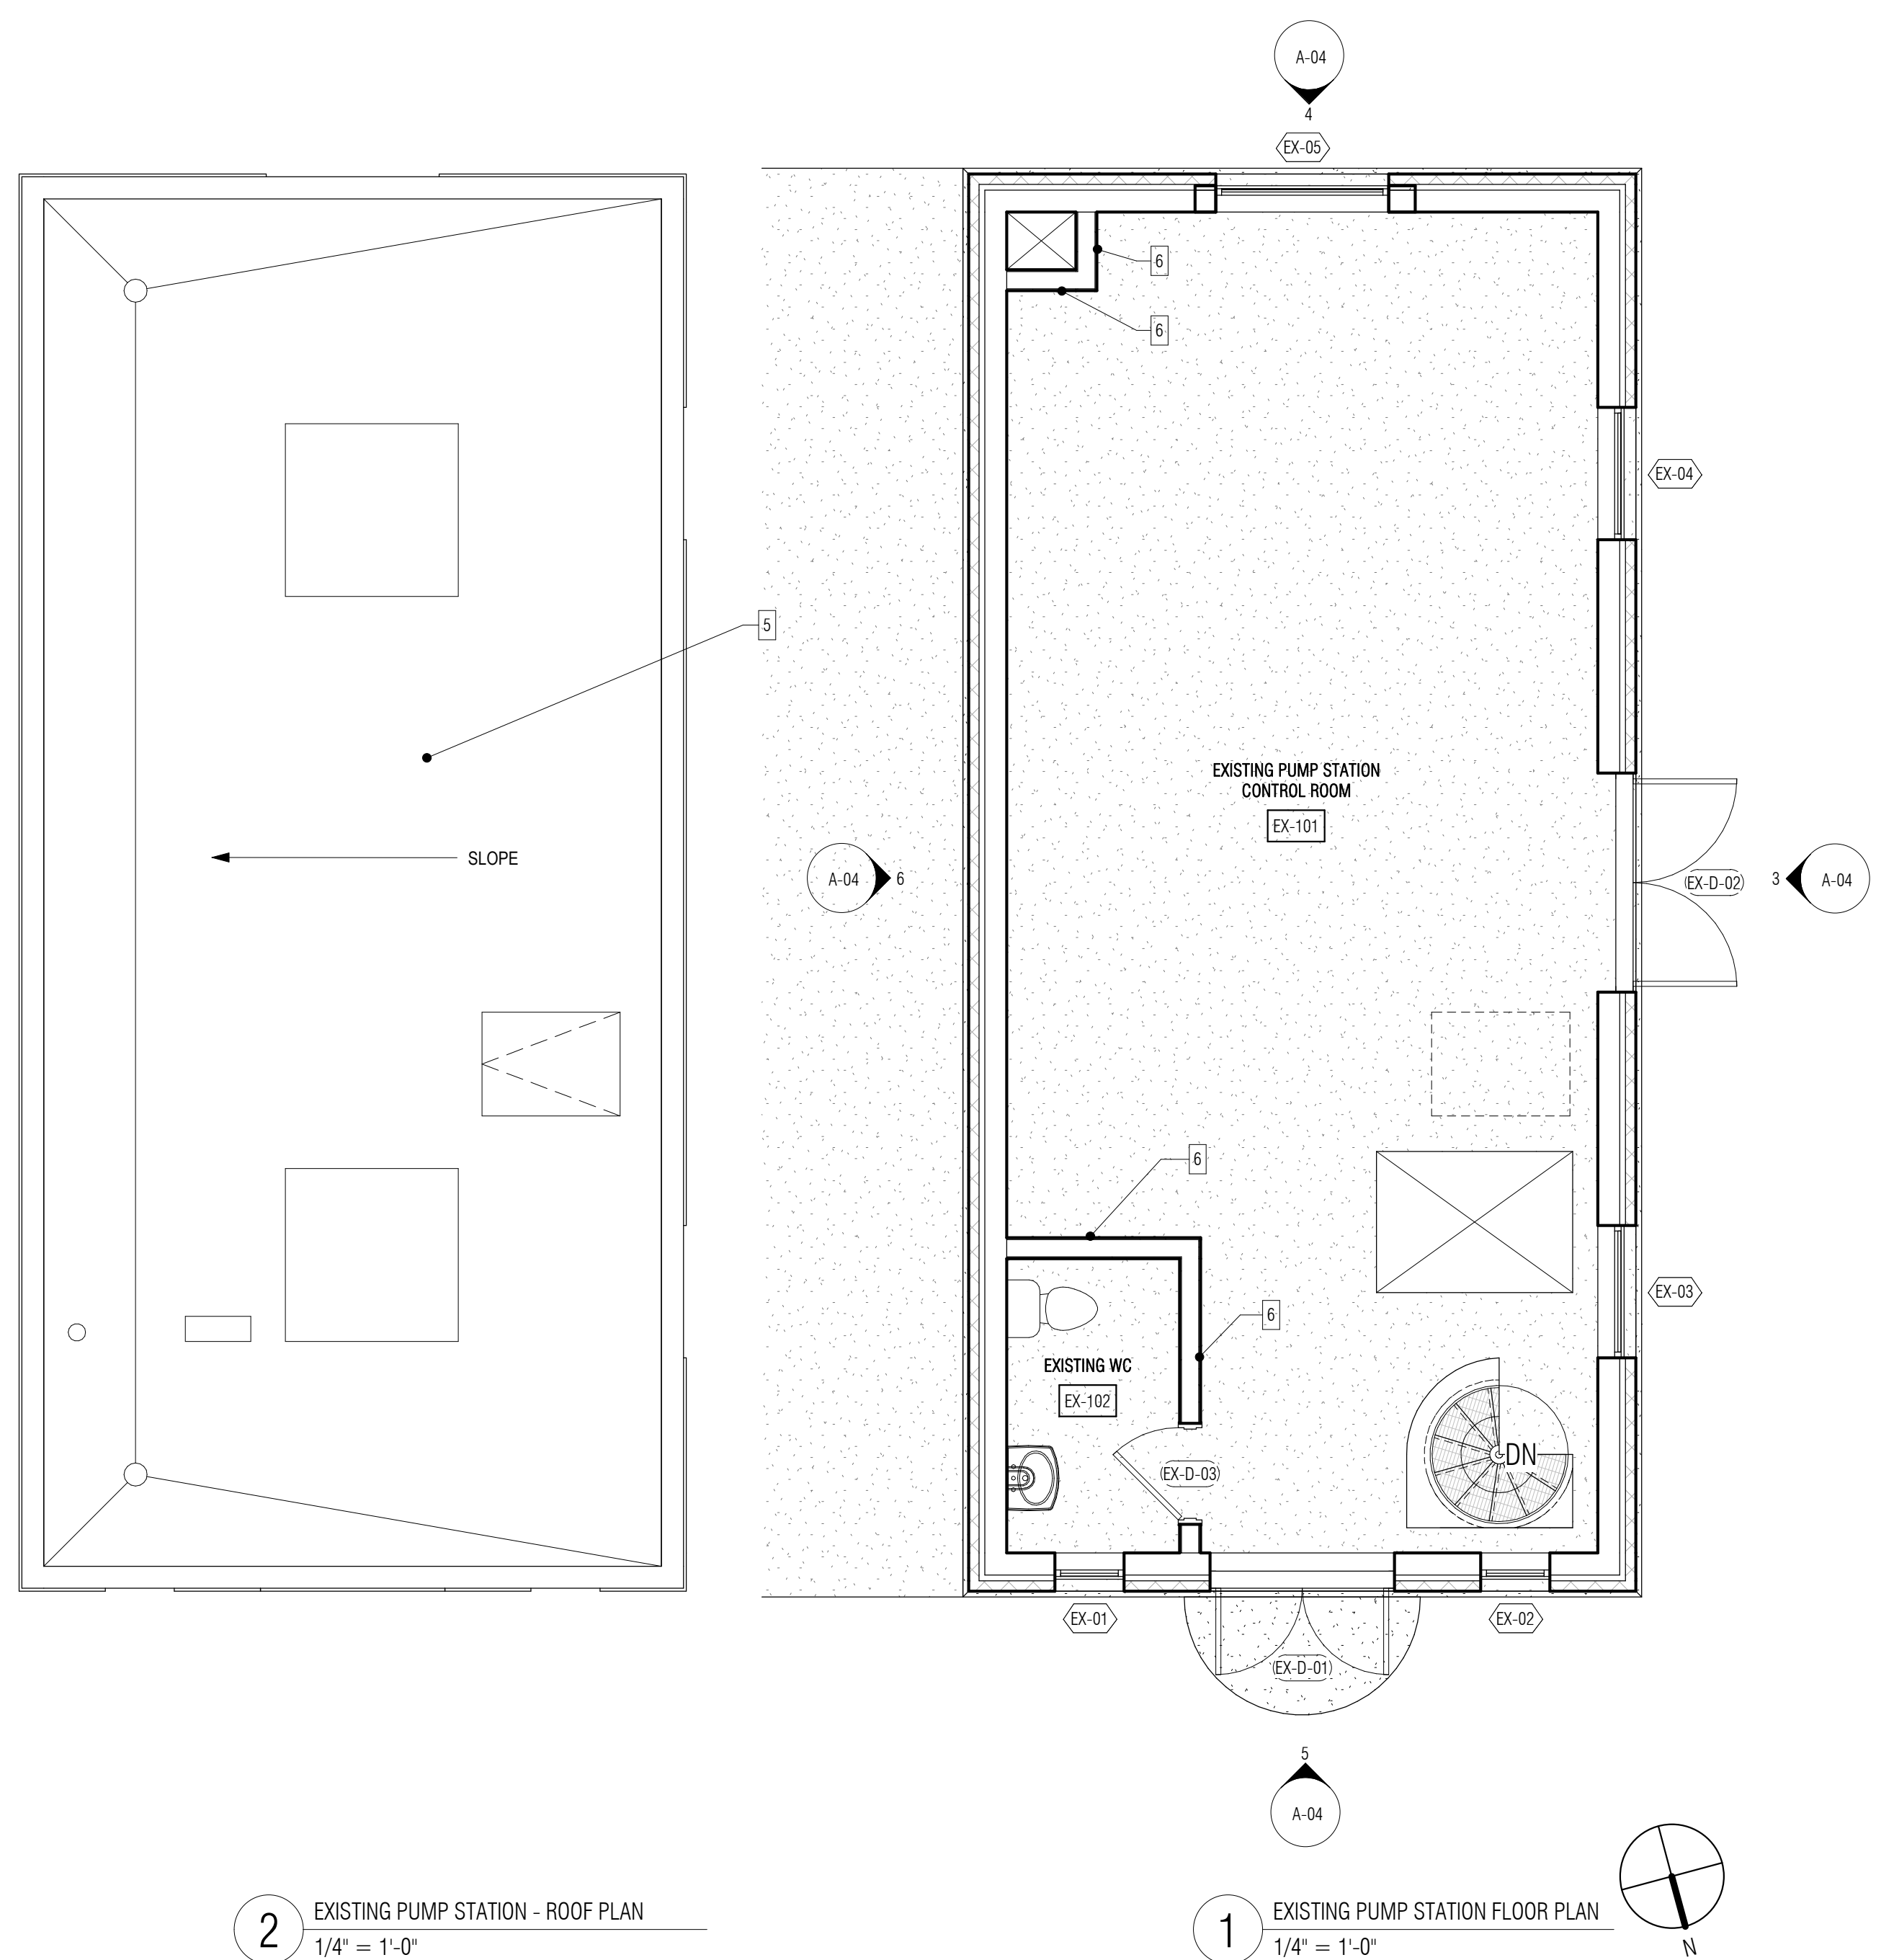 A-04
4
EX-05
6
6
EX-04
5
EXISTING PUMP STATION
CONTROL ROOM
EX-101
SLOPE
A-04 6
EX-D-02
3 A-04
6
EX-03
6
EXISTING WC
EX-102
DN
EX-D-03
EX-01
EX-02
EX-D-01
5
A-04
2
EXISTING PUMP STATION - ROOF PLAN
1/4" = 1'-0"
1
EXISTING PUMP STATION FLOOR PLAN
1/4" = 1'-0"
N